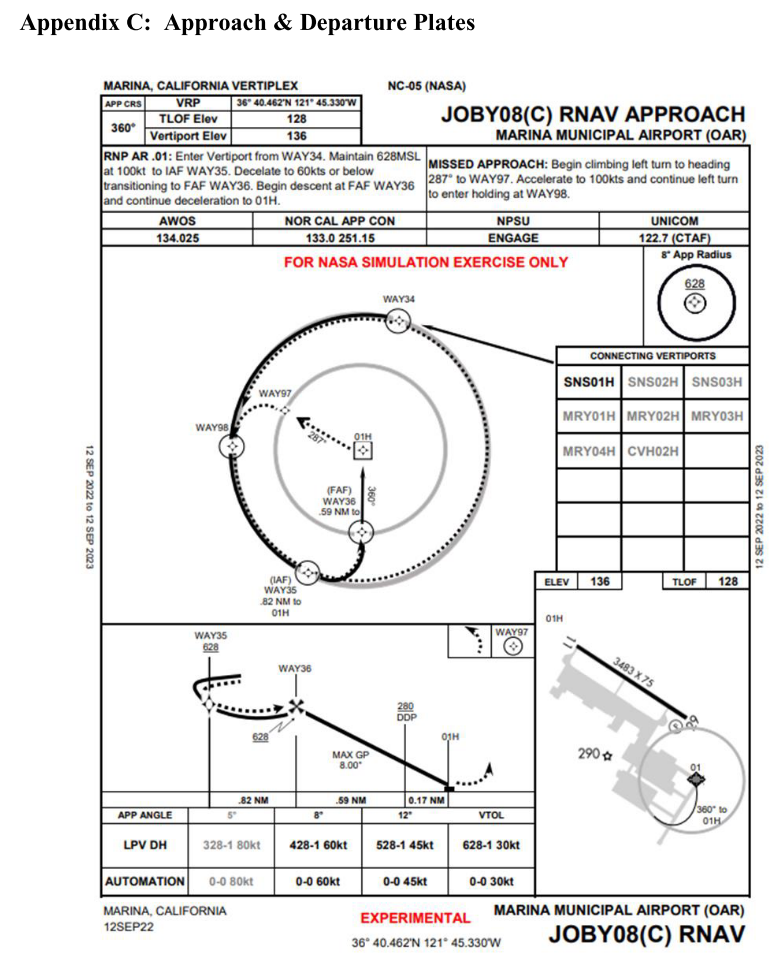 Appendix C:  Approach & Departure Plates
MARINA, CALIFORNIA VERTIPLEX
NC-05 (NASA)
APP CRS
VRP
36° 40.462'N 121° 45.330'W
360°
TLOF Elev
128
Vertiport Elev
136
JOBY08(C) RNAV APPROACH
MARINA MUNICIPAL AIRPORT (OAR)
RNP AR .01: Enter Vertiport from WAY34. Maintain 628MSL
at 100kt to IAF WAY35. Decelate to 60kts or below
transitioning to FAF WAY36. Begin descent at FAF WAY36
and continue deceleration to 01H.
MISSED APPROACH: Begin climbing left turn to heading
287° to WAY97. Accelerate to 100kts and continue left turn
to enter holding at WAY98.
AWOS
NOR CAL APP CON
NPSU
UNICOM
134.025
133.0 251.15
ENGAGE
122.7 (CTAF)
FOR NASA SIMULATION EXERCISE ONLY
8° App Radius
628
WAY34
CONNECTING VERTIPORTS
SNS01H SNS02H SNS03H
MRY01H MRY02H MRY03H
MRY04H CVH02H
WAY97
WAY98
287°
01H
(FAF)
WAY36
.59 NM to
360°
(IAF)
WAY35
.82 NM to
01H
12 SEP 2022 to 12 SEP 2023
12 SEP 2022 to 12 SEP 2023
ELEV 136
TLOF 128
01H
11
3483 X 75
29
290
01
360° to
01H
WAY97
WAY35
628
WAY36
628
280
DDP
01H
MAX GP
8.00°
.82 NM
.59 NM
0.17 NM
APP ANGLE 5° 8° 12° VTOL
LPV DH 328-1 80kt 428-1 60kt 528-1 45kt 628-1 30kt
AUTOMATION 0-0 80kt 0-0 60kt 0-0 45kt 0-0 30kt
MARINA, CALIFORNIA
12SEP22
EXPERIMENTAL
36° 40.462'N 121° 45.330'W
MARINA MUNICIPAL AIRPORT (OAR)
JOBY08(C) RNAV